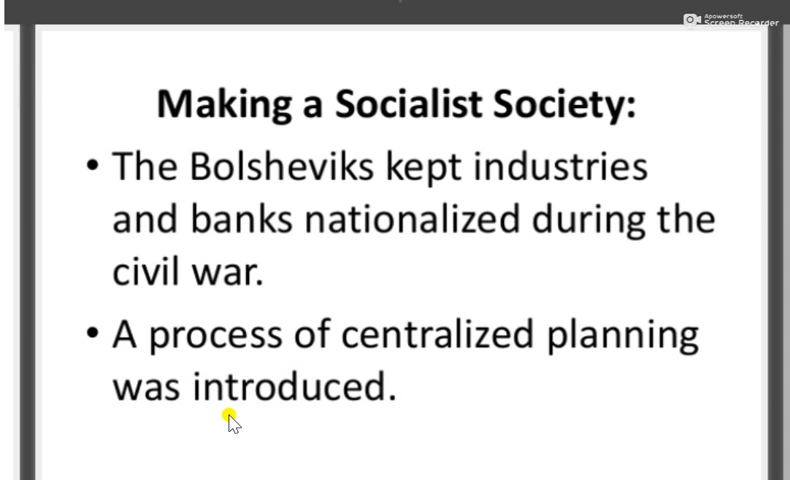 Apowersoft
Screen Recorder
Making a Socialist Society:
• The Bolsheviks kept industries
and banks nationalized during the
civil war.
• A process of centralized planning
was introduced.